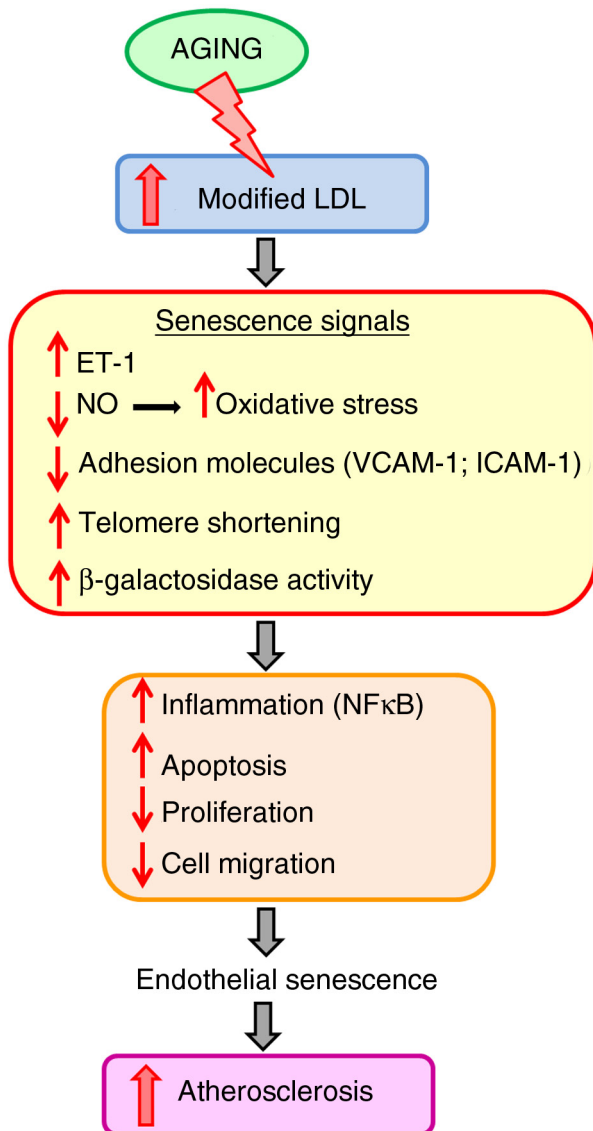 AGING
Modified LDL
Senescence signals
ET-1
NO
Oxidative stress
Adhesion molecules (VCAM-1; ICAM-1)
Telomere shortening
β-galactosidase activity
Inflammation (NFκB)
Apoptosis
Proliferation
Cell migration
Endothelial senescence
Atherosclerosis